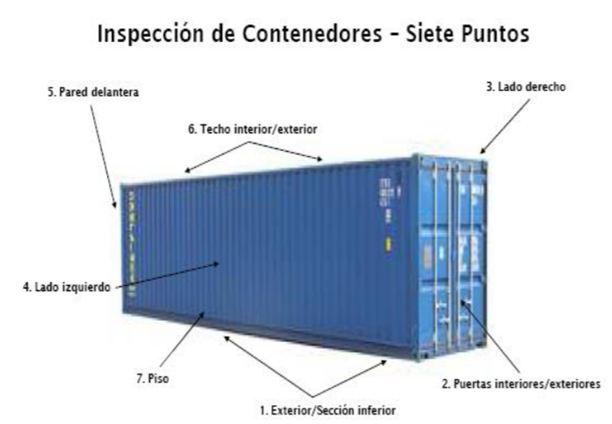 Inspección de Contenedores - Siete Puntos
5. Pared delantera
3. Lado derecho
6. Techo interior/exterior
4. Lado izquierdo
7. Piso
2. Puertas interiores/exteriores
1. Exterior/Sección inferior